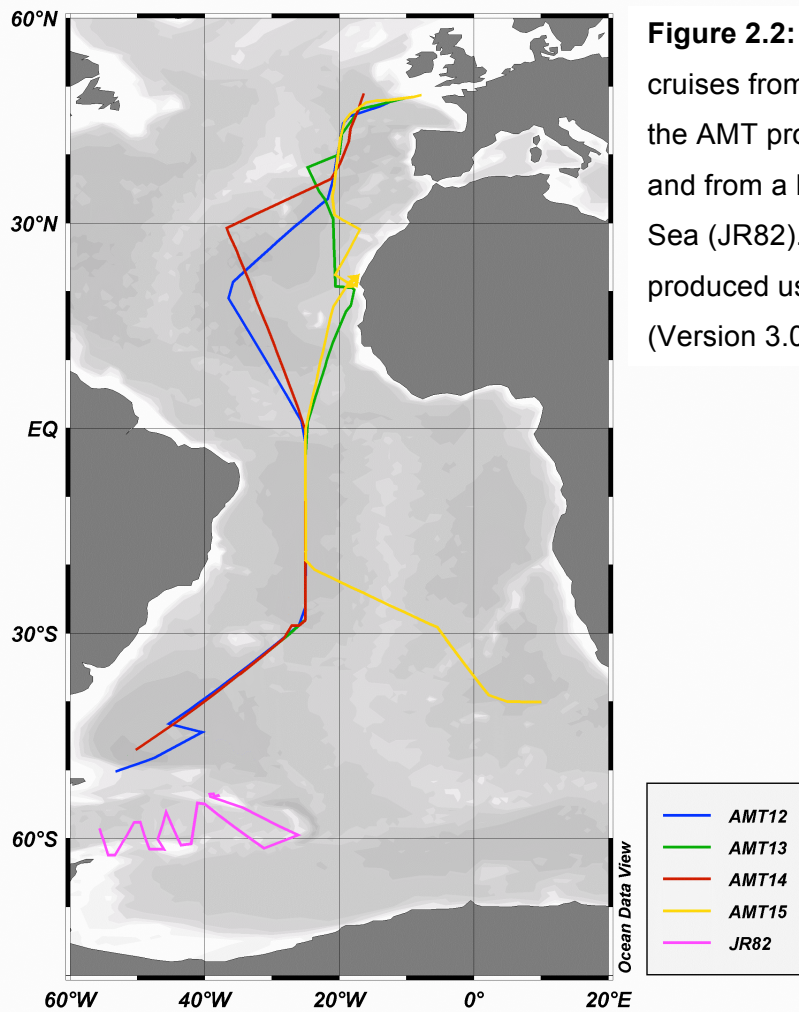 60°N
30°N
EQ
30°S
60°S
60°W
40°W
20°W
0°
20°E
Ocean Data View
Figure 2.2:
cruises from
the AMT pro
and from a
Sea (JR82)
produced us
(Version 3.0
AMT12
AMT13
AMT14
AMT15
JR82